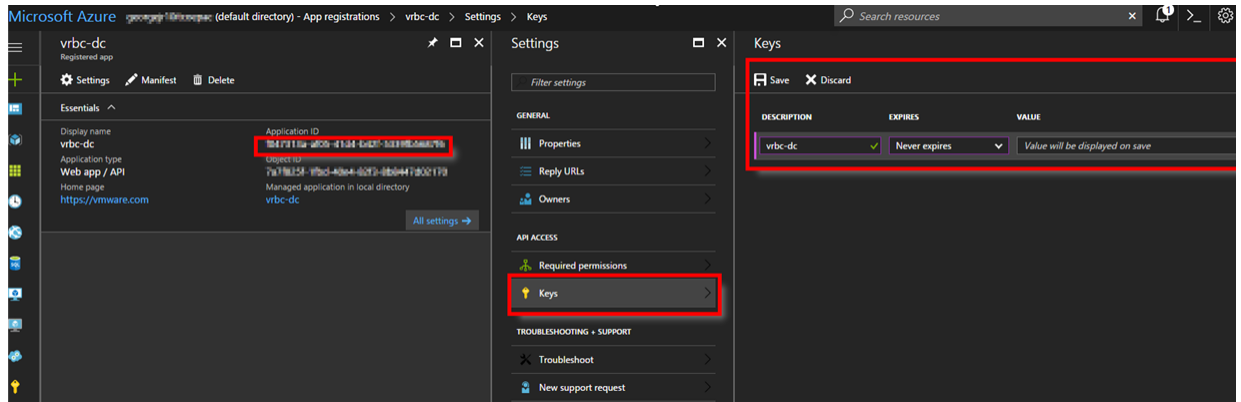 Microsoft Azure (default directory) - App registrations > vrbc-dc > Settings > Keys
Search resources
1
vrbc-dc
Registered app
Settings Manifest Delete
Essentials
Display name
vrbc-dc
Application type
Web app / API
Home page
https://vmware.com
Application ID
Object ID
Managed application in local directory
vrbc-dc
All settings →
Settings
Filter settings
GENERAL
Properties
Reply URLs
Owners
API ACCESS
Required permissions
Keys
TROUBLESHOOTING + SUPPORT
Troubleshoot
New support request
Keys
Save Discard
DESCRIPTION EXPIRES VALUE
vrbc-dc Never expires Value will be displayed on save